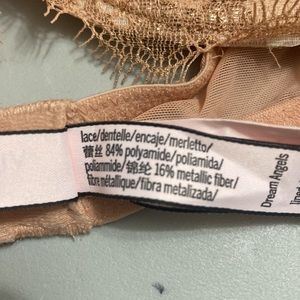 lace/dentelle/encaje/merletto/
蕾丝 84% polyamide/poliamida/
poliammide/锦纶 16% metallic fiber/
fibre métallique/fibra metalizada/
Dream Angels